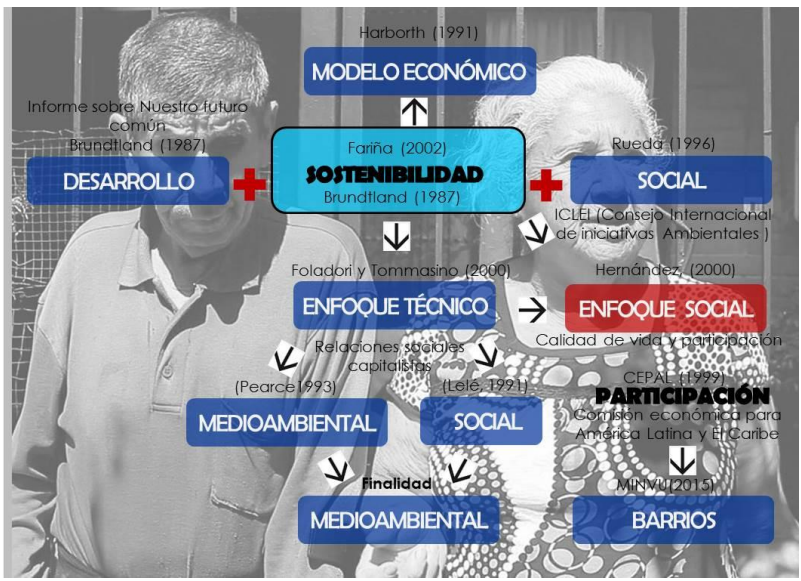 Harborth (1991)
MODELO ECONÓMICO
Informe sobre Nuestro futuro
común
Brundtland (1987)
DESARROLLO
Fariña (2002)
SOSTENIBILIDAD
Brundtland (1987)
Rueda (1996)
SOCIAL
ICLEI (Consejo Internacional
de iniciativas Ambientales )
Foladori y Tommasino (2000)
ENFOQUE TÉCNICO
Hernández, (2000)
ENFOQUE SOCIAL
Calidad de vida y participación
Relaciones sociales
capitalistas
(Pearce1993)
MEDIOAMBIENTAL
(Lelé, 1991)
SOCIAL
CEPAL (1999)
PARTICIPACIÓN
Comisión económica para
América Latina y El Caribe
Finalidad
MEDIOAMBIENTAL
MINVU(2015)
BARRIOS